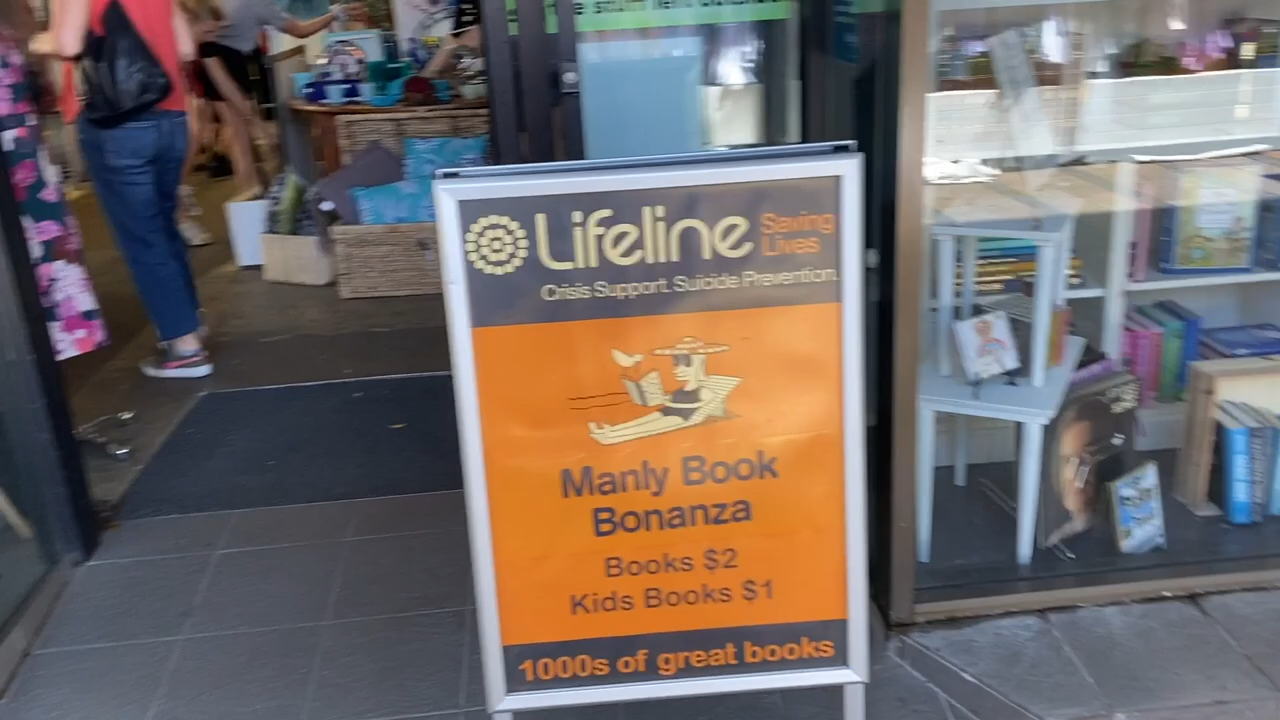 Lifeline Saving
Lives
Crisis Support. Suicide Prevention.
Manly Book
Bonanza
Books $2
Kids Books $1
1000s of great books